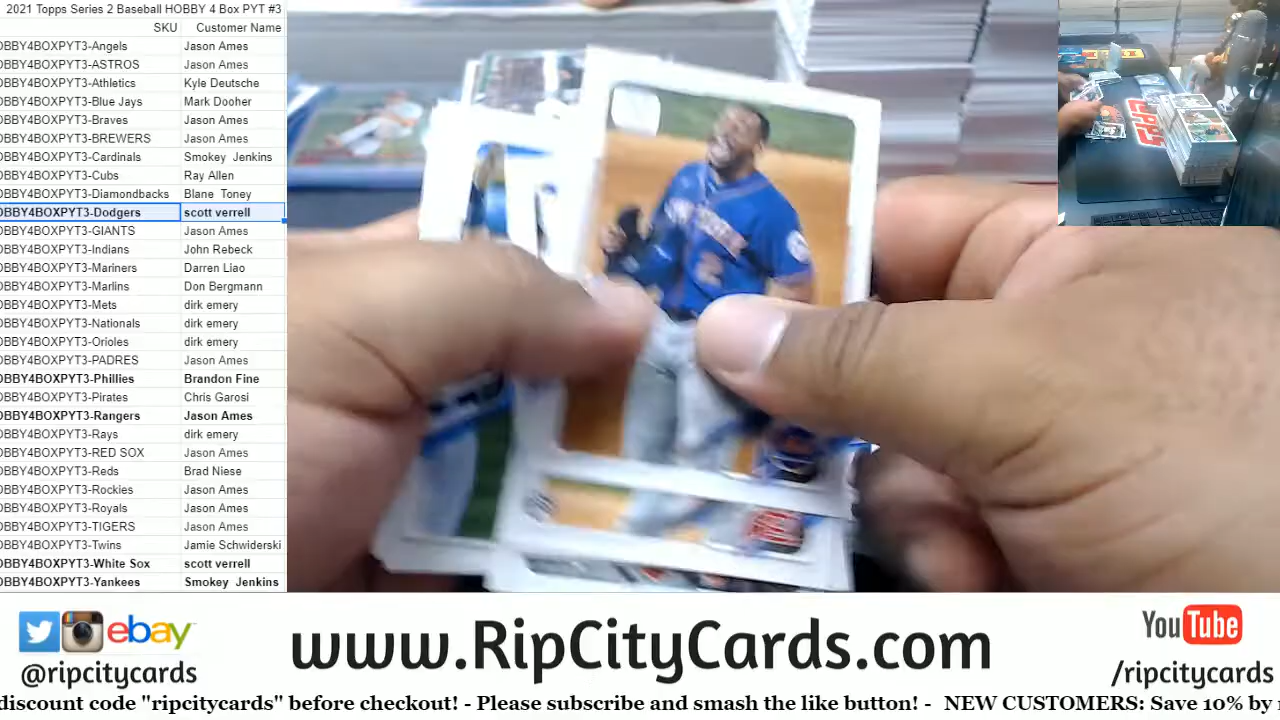 2021 Topps Series 2 Baseball HOBBY 4 Box PYT #3
SKU Customer Name
OBBY4BOXPYT3-Angels Jason Ames
OBBY4BOXPYT3-ASTROS Jason Ames
OBBY4BOXPYT3-Athletics Kyle Deutsche
OBBY4BOXPYT3-Blue Jays Mark Dooher
OBBY4BOXPYT3-Braves Jason Ames
OBBY4BOXPYT3-BREWERS Jason Ames
OBBY4BOXPYT3-Cardinals Smokey Jenkins
OBBY4BOXPYT3-Cubs Ray Allen
OBBY4BOXPYT3-Diamondbacks Blane Toney
OBBY4BOXPYT3-Dodgers scott verrell
OBBY4BOXPYT3-GIANTS Jason Ames
OBBY4BOXPYT3-Indians John Rebeck
OBBY4BOXPYT3-Mariners Darren Liao
OBBY4BOXPYT3-Marlins Don Bergmann
OBBY4BOXPYT3-Mets dirk emery
OBBY4BOXPYT3-Nationals dirk emery
OBBY4BOXPYT3-Orioles dirk emery
OBBY4BOXPYT3-PADRES Jason Ames
OBBY4BOXPYT3-Phillies Brandon Fine
OBBY4BOXPYT3-Pirates Chris Garosi
OBBY4BOXPYT3-Rangers Jason Ames
OBBY4BOXPYT3-Rays dirk emery
OBBY4BOXPYT3-RED SOX Jason Ames
OBBY4BOXPYT3-Reds Brad Niese
OBBY4BOXPYT3-Rockies Jason Ames
OBBY4BOXPYT3-Royals Jason Ames
OBBY4BOXPYT3-TIGERS Jason Ames
OBBY4BOXPYT3-Twins Jamie Schwiderski
OBBY4BOXPYT3-White Sox scott verrell
OBBY4BOXPYT3-Yankees Smokey Jenkins
2
ebay
@ripcitycards
www.RipCityCards.com
YouTube
/ripcitycards
discount code "ripcitycards" before checkout! - Please subscribe and smash the like button! - NEW CUSTOMERS: Save 10% by